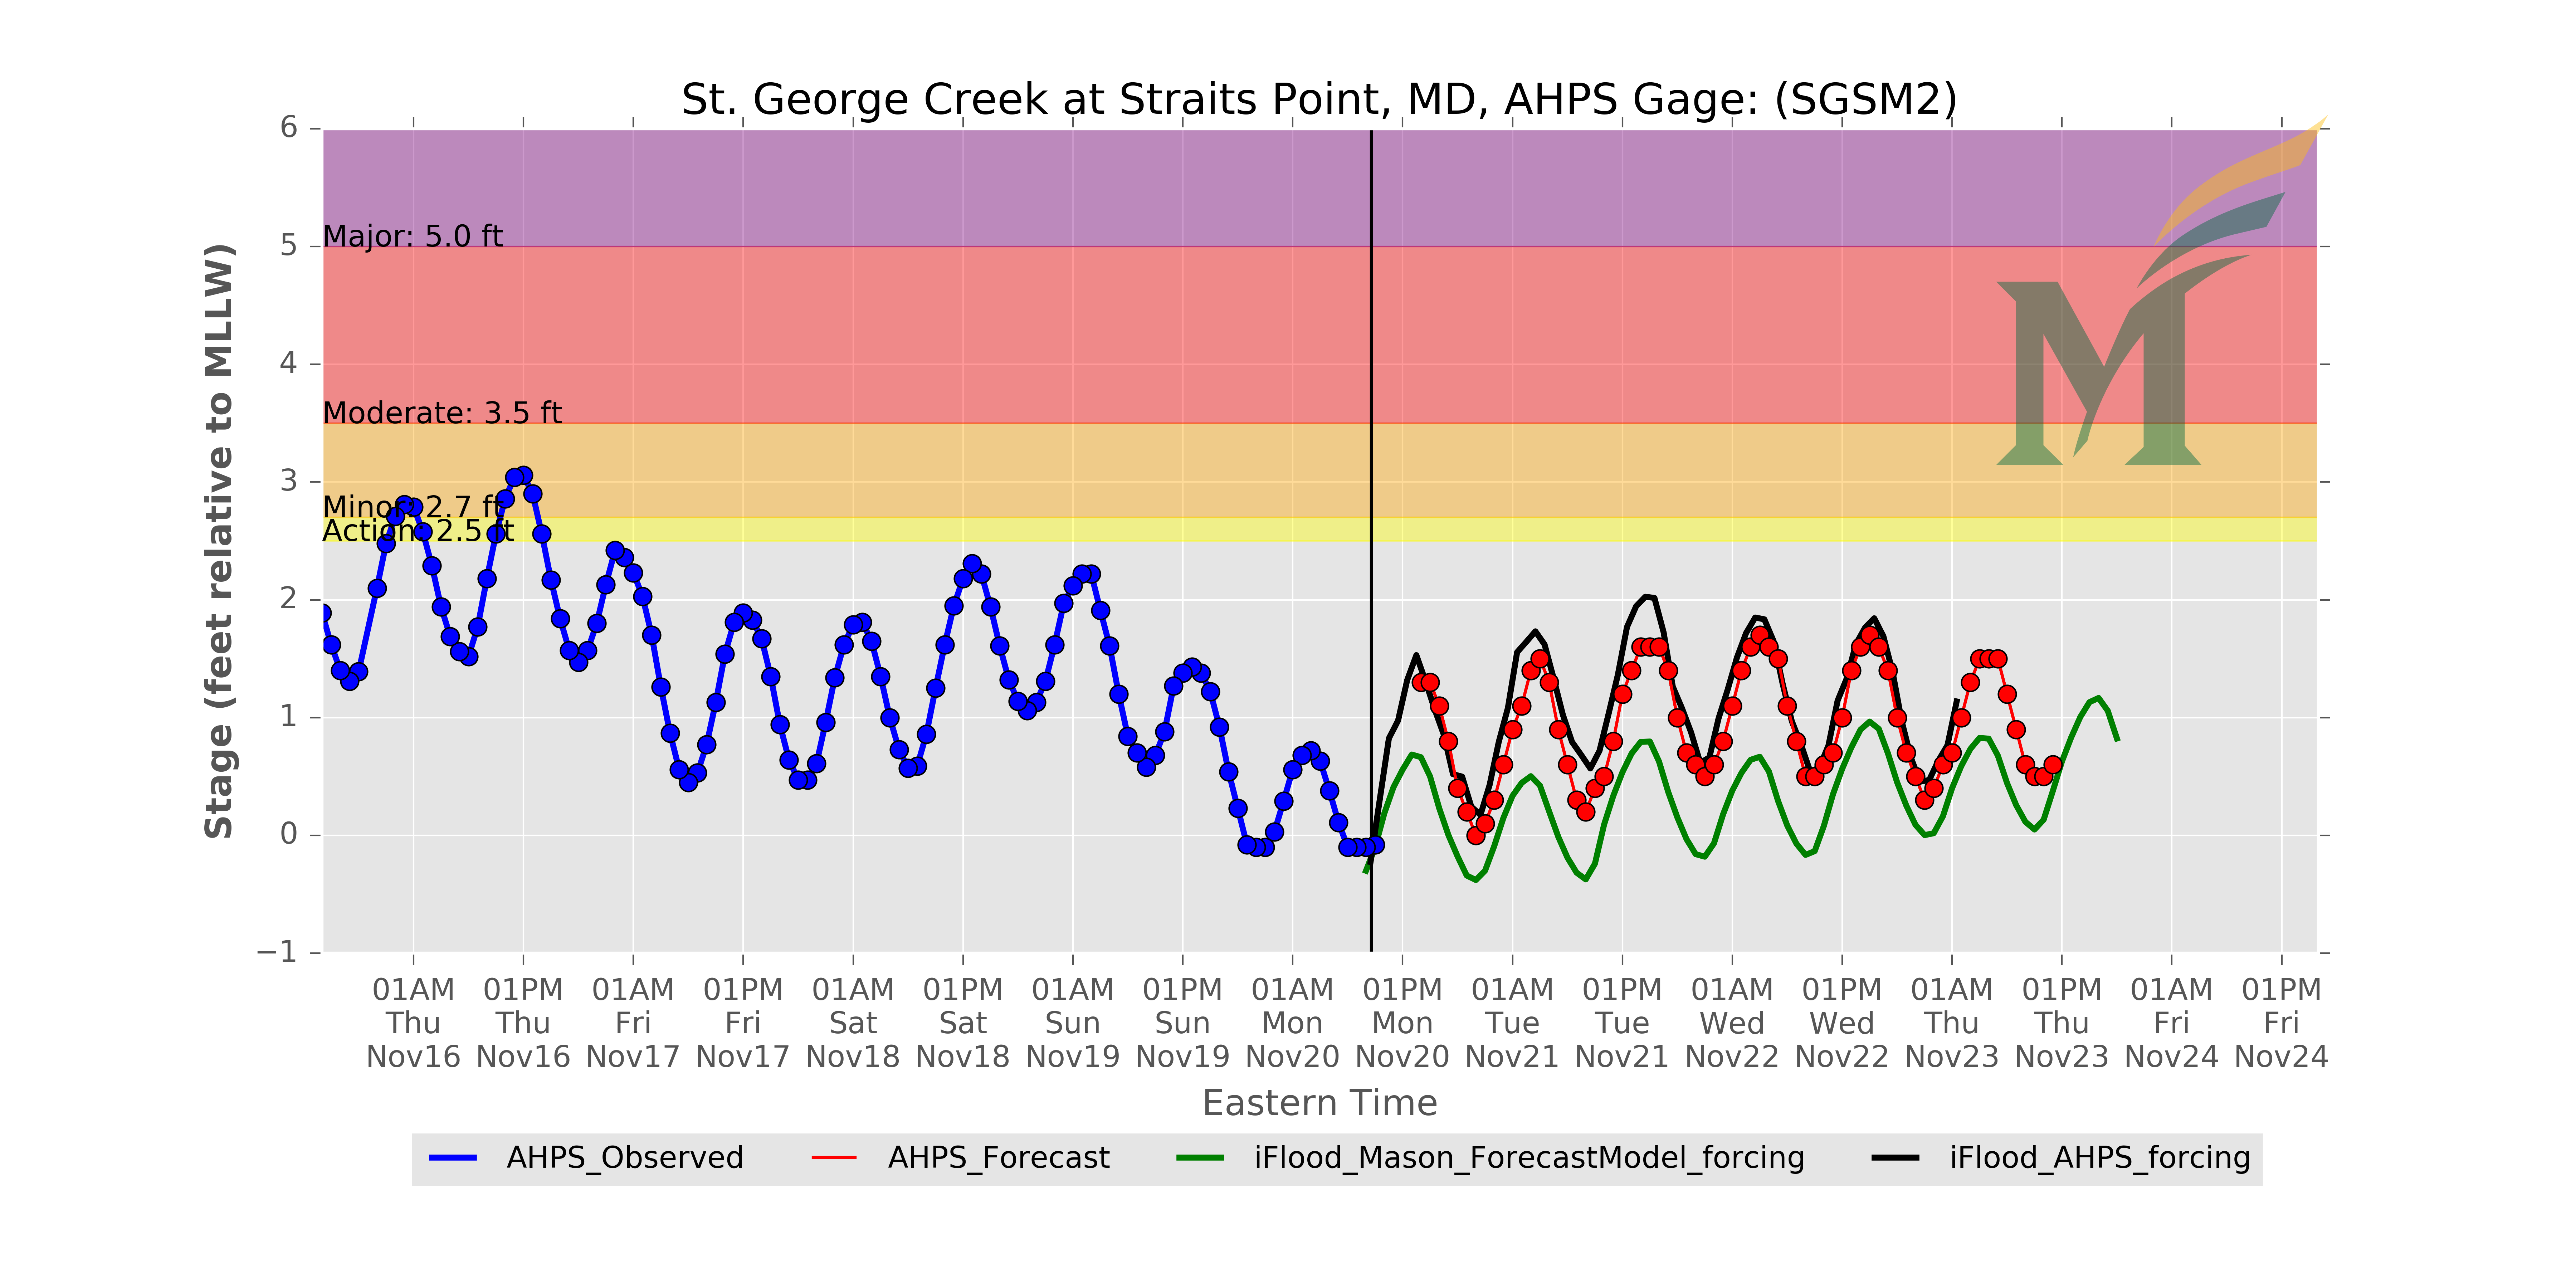 St. George Creek at Straits Point, MD, AHPS Gage: (SGSM2)
Stage (feet relative to MLLW)
6
5
4
3
2
1
0
−1
Major: 5.0 ft
Moderate: 3.5 ft
Minor: 2.7 ft
Action: 2.5 ft
M
01AM 01PM 01AM 01PM 01AM 01PM 01AM 01PM 01AM 01PM 01AM 01PM 01AM 01PM 01AM 01PM 01AM 01PM
Thu Thu Fri Fri Sat Sat Sun Sun Mon Mon Tue Tue Wed Wed Thu Thu Fri Fri
Nov16 Nov16 Nov17 Nov17 Nov18 Nov18 Nov19 Nov19 Nov20 Nov20 Nov21 Nov21 Nov22 Nov22 Nov23 Nov23 Nov24 Nov24
Eastern Time
AHPS_Observed AHPS_Forecast iFlood_Mason_ForecastModel_forcing iFlood_AHPS_forcing